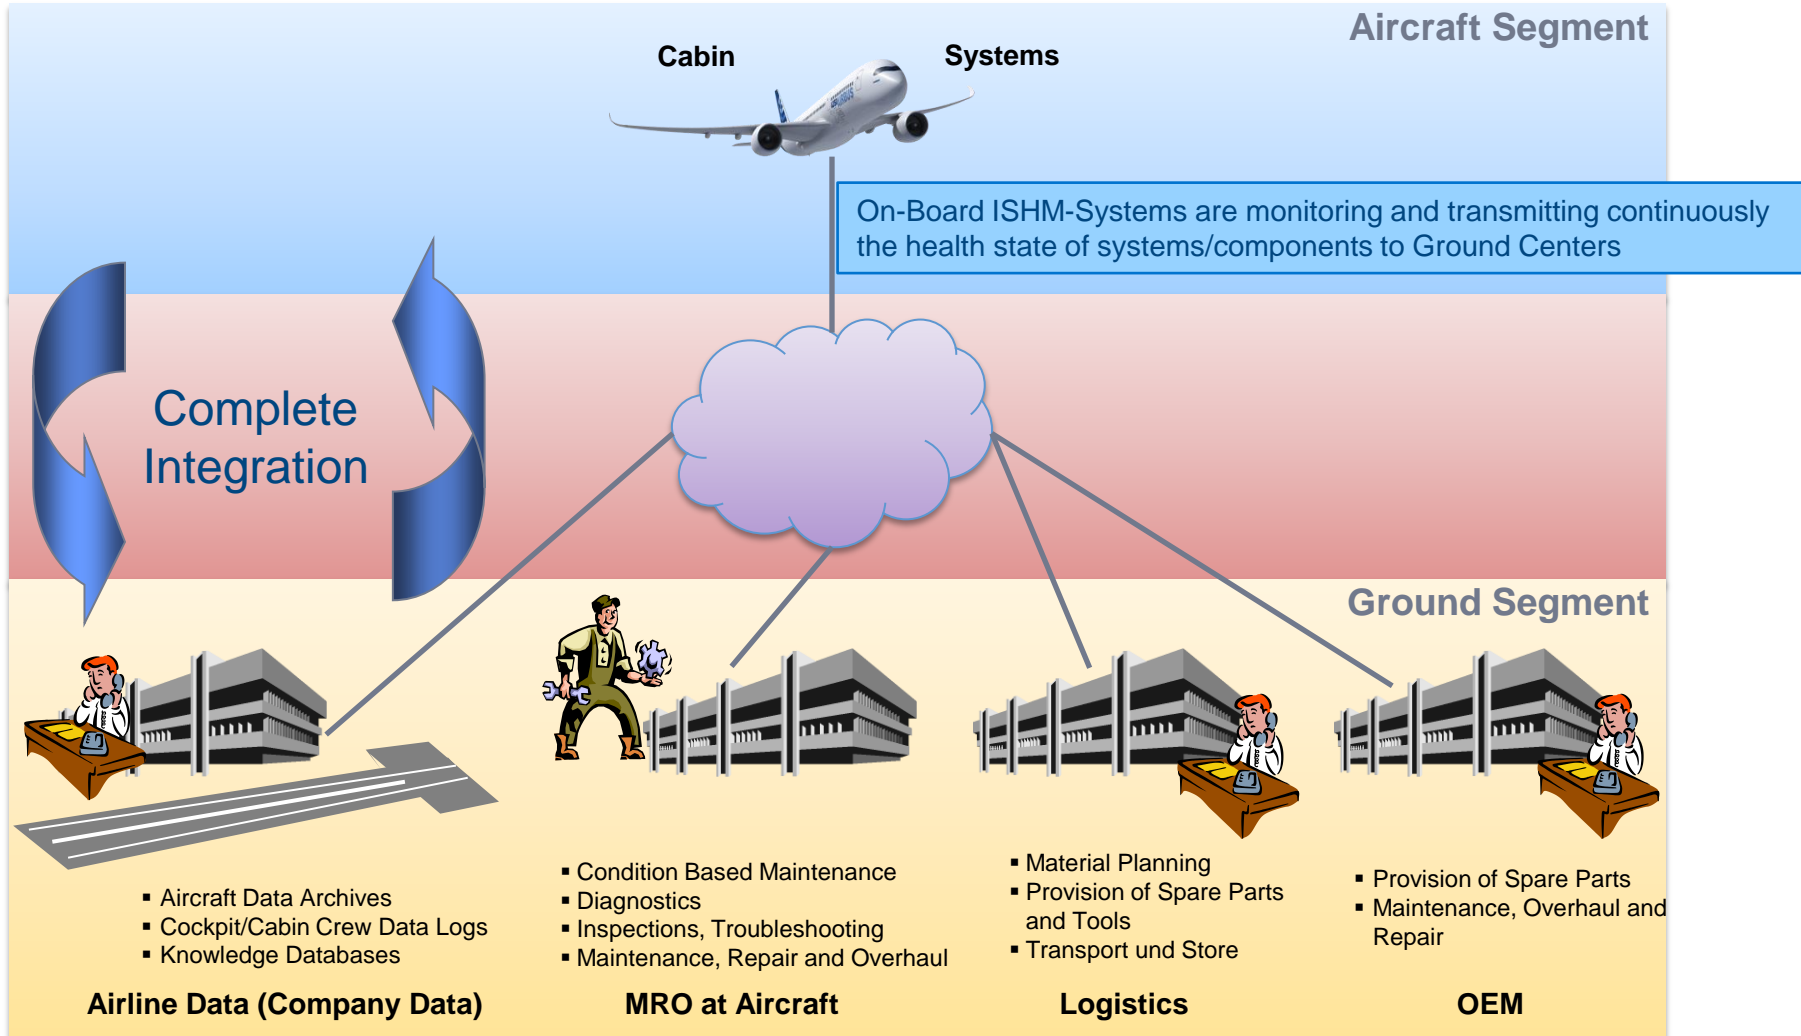 Aircraft Segment
Cabin
Systems
AIRBUS
On-Board ISHM-Systems are monitoring and transmitting continuously
the health state of systems/components to Ground Centers
Complete
Integration
Ground Segment
▪ Aircraft Data Archives
▪ Cockpit/Cabin Crew Data Logs
▪ Knowledge Databases
Airline Data (Company Data)
▪ Condition Based Maintenance
▪ Diagnostics
▪ Inspections, Troubleshooting
▪ Maintenance, Repair and Overhaul
MRO at Aircraft
▪ Material Planning
▪ Provision of Spare Parts
and Tools
▪ Transport und Store
Logistics
▪ Provision of Spare Parts
▪ Maintenance, Overhaul and
Repair
OEM